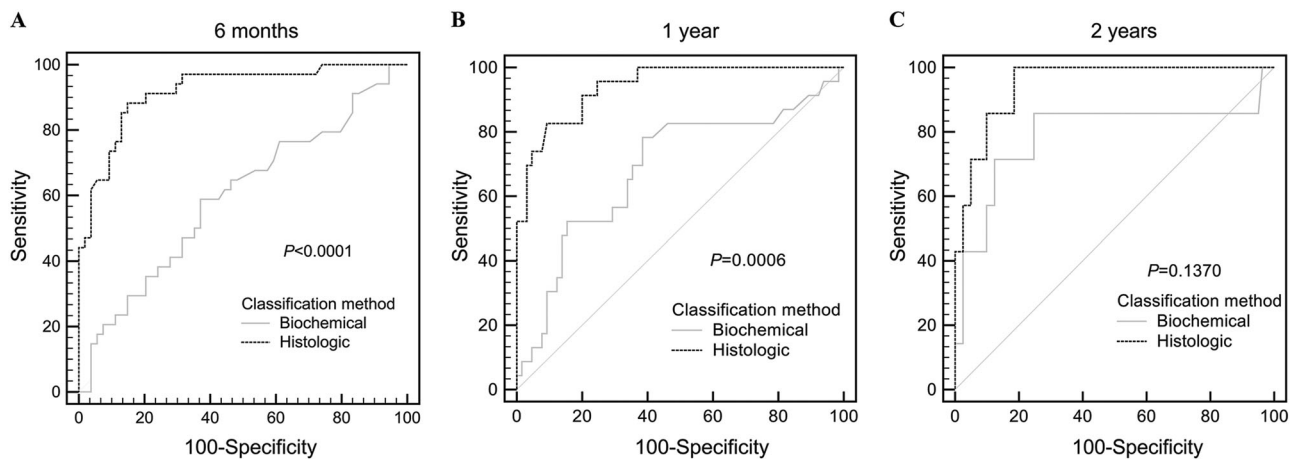 A
6 months
Sensitivity
100
80
60
40
20
0
P<0.0001
Classification method
Biochemical
Histologic
0 20 40 60 80 100
100-Specificity
B
1 year
Sensitivity
100
80
60
40
20
0
P=0.0006
Classification method
Biochemical
Histologic
0 20 40 60 80 100
100-Specificity
C
2 years
Sensitivity
100
80
60
40
20
0
P=0.1370
Classification method
Biochemical
Histologic
0 20 40 60 80 100
100-Specificity